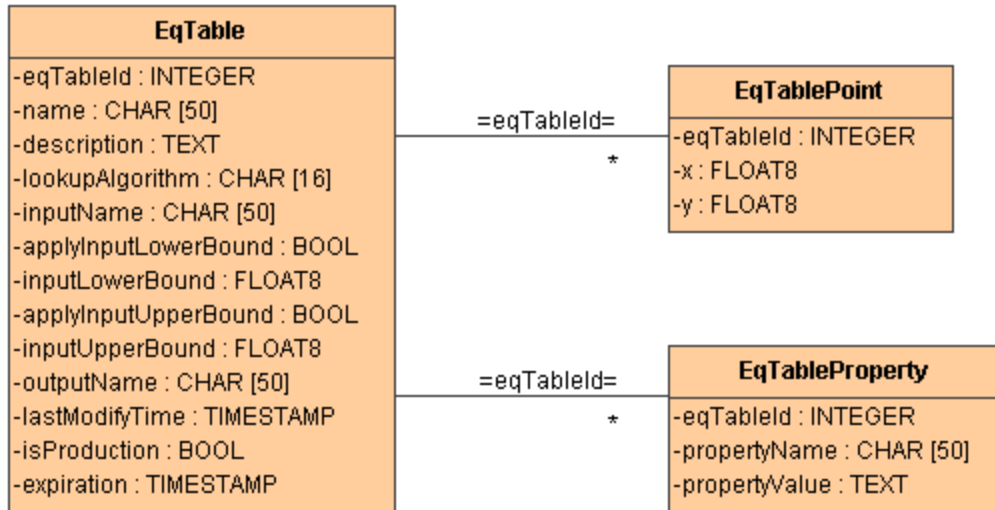 EqTable
-eqTableId : INTEGER
-name : CHAR [50]
-description : TEXT
-lookupAlgorithm : CHAR [16]
-inputName : CHAR [50]
-applyInputLowerBound : BOOL
-inputLowerBound : FLOAT8
-applyInputUpperBound : BOOL
-inputUpperBound : FLOAT8
-outputName : CHAR [50]
-lastModifyTime : TIMESTAMP
-isProduction : BOOL
-expiration : TIMESTAMP
=eqTableId=
*
EqTablePoint
-eqTableId : INTEGER
-x : FLOAT8
-y : FLOAT8
=eqTableId=
*
EqTableProperty
-eqTableId : INTEGER
-propertyName : CHAR [50]
-propertyValue : TEXT